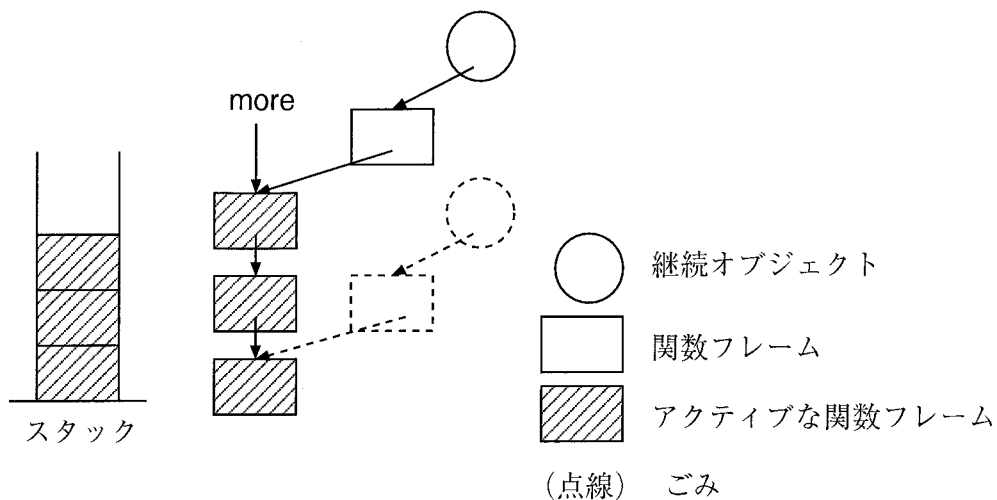 more
スタック
継続オブジェクト
関数フレーム
アクティブな関数フレーム
(点線) ごみ